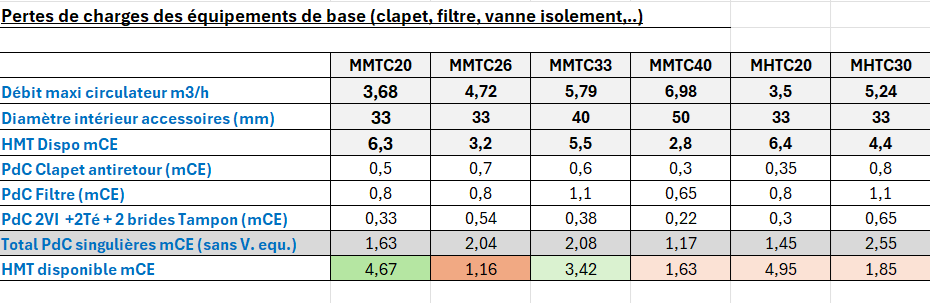 Pertes de charges des équipements de base (clapet, filtre, vanne isolement,..)
MMTC20 MMTC26 MMTC33 MMTC40 MHTC20 MHTC30
Débit maxi circulateur m3/h 3,68 4,72 5,79 6,98 3,5 5,24
Diamètre intérieur accessoires (mm) 33 33 40 50 33 33
HMT Dispo mCE 6,3 3,2 5,5 2,8 6,4 4,4
PdC Clapet antiretour (mCE) 0,5 0,7 0,6 0,3 0,35 0,8
PdC Filtre (mCE) 0,8 0,8 1,1 0,65 0,8 1,1
PdC 2VI +2Té + 2 brides Tampon (mCE) 0,33 0,54 0,38 0,22 0,3 0,65
Total PdC singulières mCE (sans V. equ.) 1,63 2,04 2,08 1,17 1,45 2,55
HMT disponible mCE 4,67 1,16 3,42 1,63 4,95 1,85